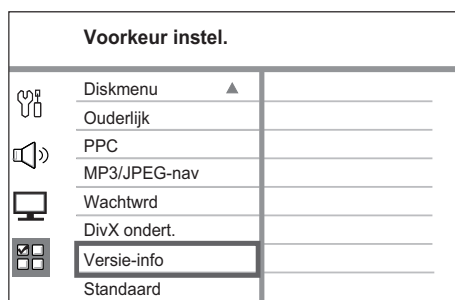 Voorkeur instel.
Diskmenu
Ouderlijk
PPC
MP3/JPEG-nav
Wachtwrd
DivX ondert.
Versie-info
Standaard